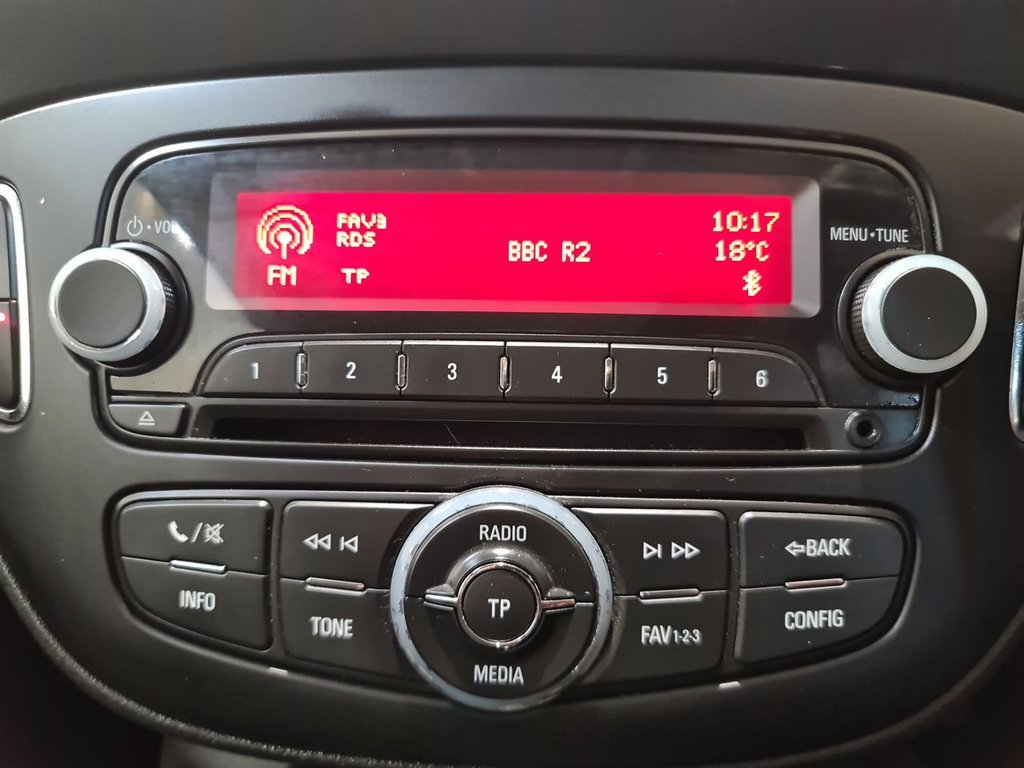 VOL
MENU•TUNE
FAV3
RDS
FM
TP
BBC R2
10:17
18°C
1 2 3 4 5 6
RADIO
BACK
INFO
TONE
TP
FAV1-2-3
CONFIG
MEDIA